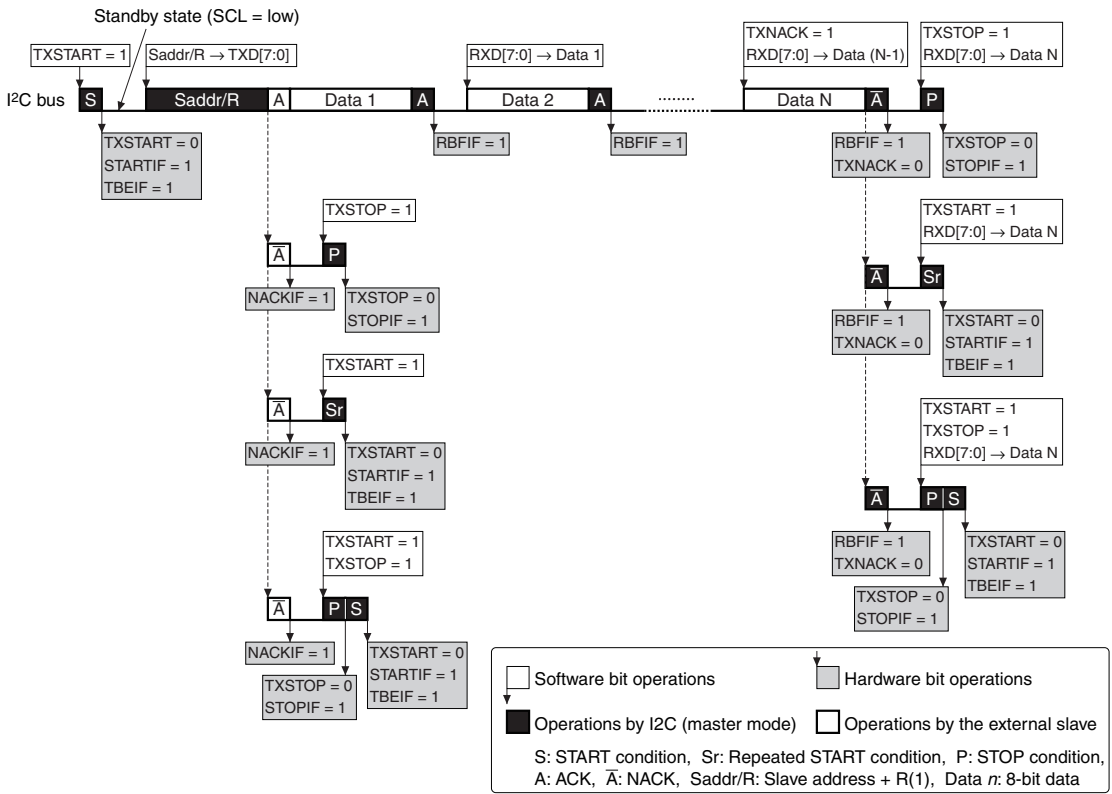 Standby state (SCL = low)
TXSTART = 1
Saddr/R → TXD[7:0]
RXD[7:0] → Data 1
TXNACK = 1
RXD[7:0] → Data (N-1)
TXSTOP = 1
RXD[7:0] → Data N
I²C bus
S
Saddr/R
A
Data 1
A
Data 2
A
........
Data N
A̅
P
TXSTART = 0
STARTIF = 1
TBEIF = 1
RBFIF = 1
RBFIF = 1
RBFIF = 1
TXNACK = 0
TXSTOP = 0
STOPIF = 1
TXSTOP = 1
A̅
P
NACKIF = 1
TXSTOP = 0
STOPIF = 1
TXSTART = 1
RXD[7:0] → Data N
A̅
Sr
RBFIF = 1
TXNACK = 0
TXSTART = 0
STARTIF = 1
TBEIF = 1
TXSTART = 1
A̅
Sr
NACKIF = 1
TXSTART = 0
STARTIF = 1
TBEIF = 1
TXSTART = 1
TXSTOP = 1
RXD[7:0] → Data N
A̅
P S
RBFIF = 1
TXNACK = 0
TXSTART = 0
STARTIF = 1
TBEIF = 1
TXSTOP = 0
STOPIF = 1
TXSTART = 1
TXSTOP = 1
A̅
P S
NACKIF = 1
TXSTART = 0
STARTIF = 1
TBEIF = 1
TXSTOP = 0
STOPIF = 1
Software bit operations
Hardware bit operations
Operations by I2C (master mode)
Operations by the external slave
S: START condition, Sr: Repeated START condition, P: STOP condition,
A: ACK, A̅: NACK, Saddr/R: Slave address + R(1), Data n: 8-bit data